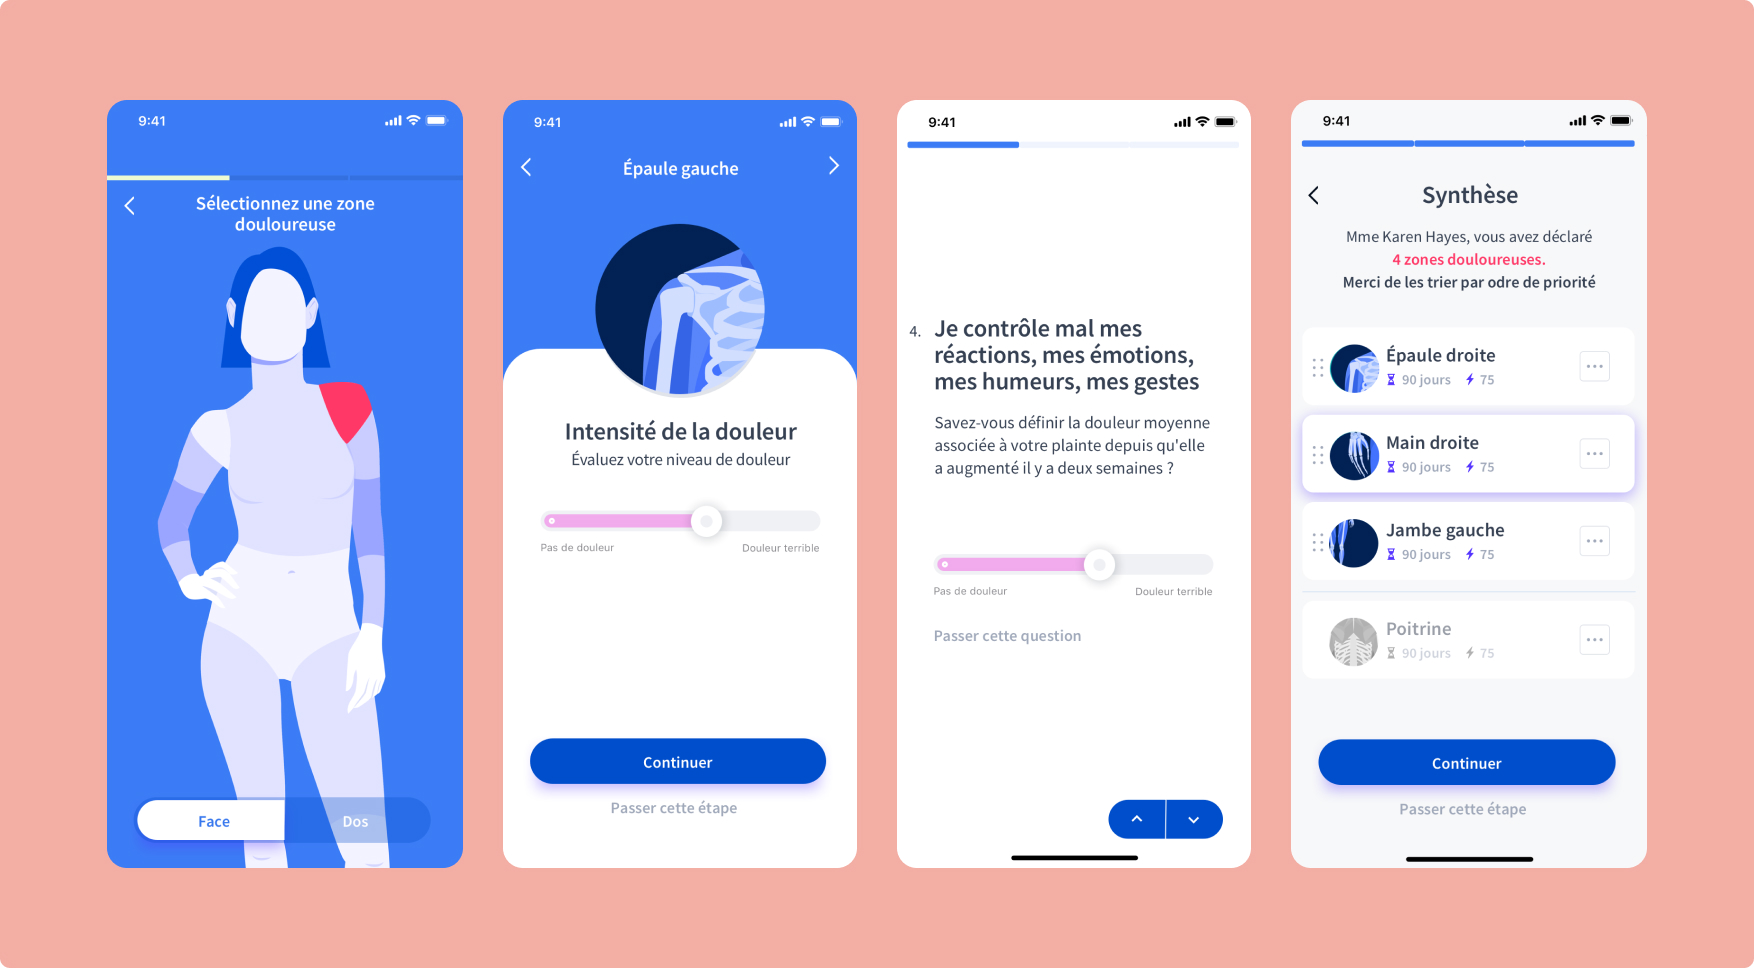 9:41
Sélectionnez une zone
douloureuse
Face
Dos
9:41
Épaule gauche
Intensité de la douleur
Évaluez votre niveau de douleur
Pas de douleur
Douleur terrible
Continuer
Passer cette étape
9:41
4.
Je contrôle mal mes
réactions, mes émotions,
mes humeurs, mes gestes
Savez-vous définir la douleur moyenne
associée à votre plainte depuis qu'elle
a augmenté il y a deux semaines ?
Pas de douleur
Douleur terrible
Passer cette question
9:41
Synthèse
Mme Karen Hayes, vous avez déclaré
4 zones douloureuses.
Merci de les trier par odre de priorité
Épaule droite
90 jours 75
Main droite
90 jours 75
Jambe gauche
90 jours 75
Poitrine
90 jours 75
Continuer
Passer cette étape